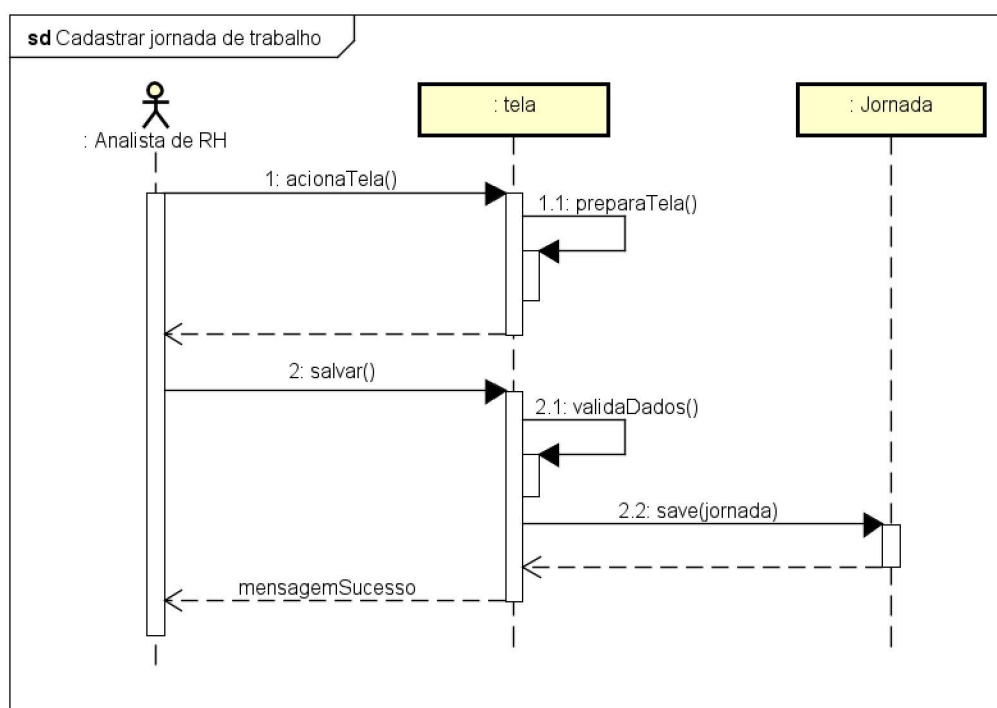 sd Cadastrar jornada de trabalho
: Analista de RH
: tela
: Jornada
1: acionaTela()
1.1: preparaTela()
2: salvar()
2.1: validaDados()
2.2: save(jornada)
mensagemSucesso